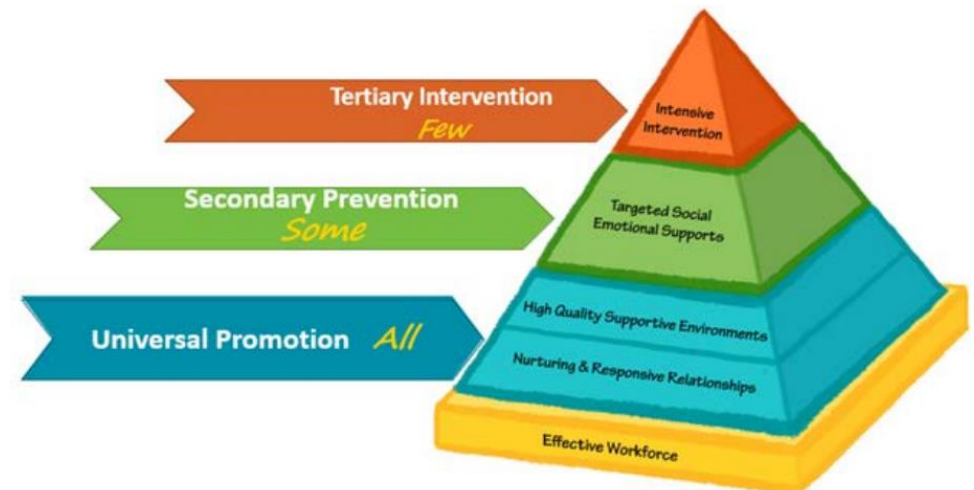 Tertiary Intervention
Few
Intensive
Intervention
Secondary Prevention
Some
Targeted Social
Emotional Supports
Universal Promotion All
High Quality Supportive Environments
Nurturing & Responsive Relationships
Effective Workforce